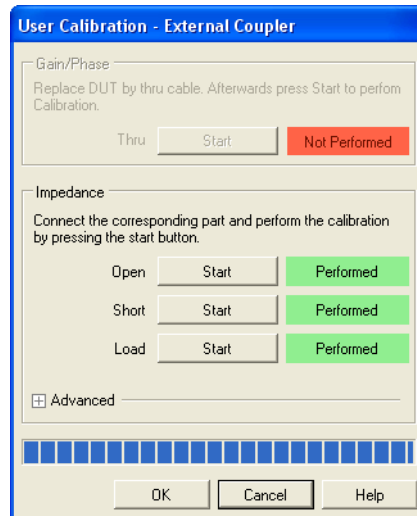 User Calibration - External Coupler
Gain/Phase
Replace DUT by thru cable. Afterwards press Start to perfom
Calibration.
Thru Start Not Performed
Impedance
Connect the corresponding part and perform the calibration
by pressing the start button.
Open Start Performed
Short Start Performed
Load Start Performed
Advanced
OK Cancel Help